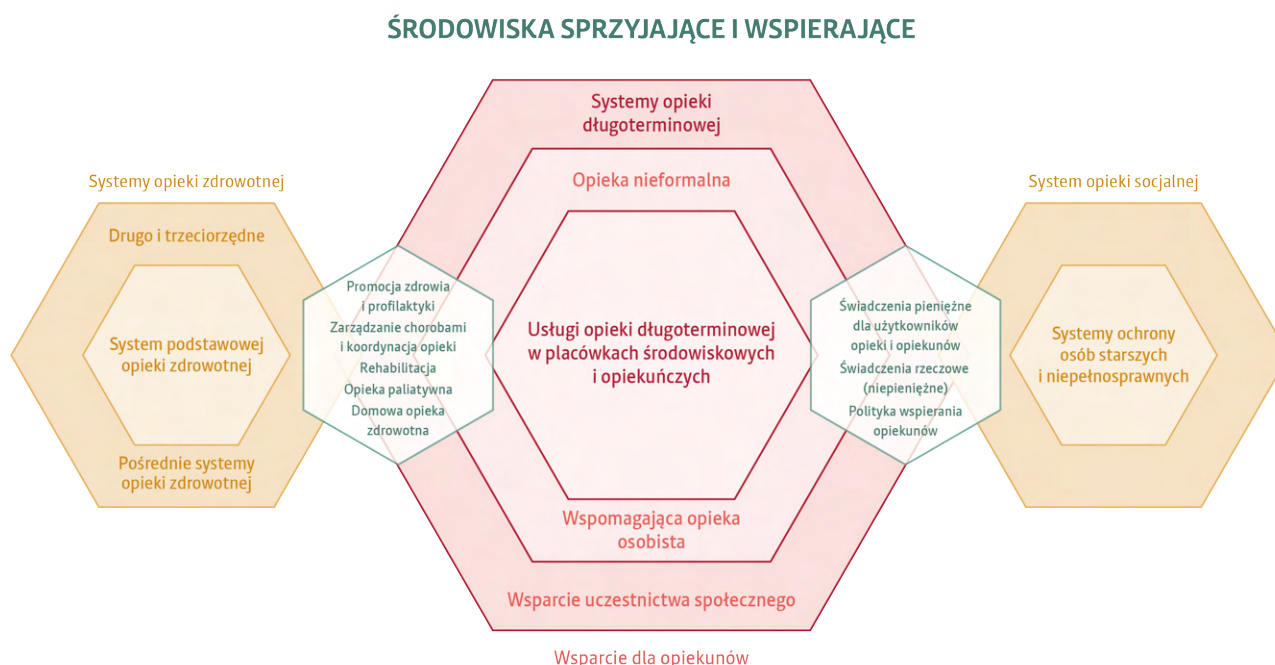 ŚRODOWISKA SPRZYJAJĄCE I WSPIERAJĄCE
Systemy opieki zdrowotnej
Drugo i trzeciorzędne
System podstawowej
opieki zdrowotnej
Pośrednie systemy
opieki zdrowotnej
Promocja zdrowia
i profilaktyki
Zarządzanie chorobami
i koordynacja opieki
Rehabilitacja
Opieka paliatywna
Domowa opieka
zdrowotna
Systemy opieki
długoterminowej
Opieka nieformalna
Usługi opieki długoterminowej
w placówkach środowiskowych
i opiekuńczych
Wspomagająca opieka
osobista
Wsparcie uczestnictwa społecznego
Wsparcie dla opiekunów
Świadczenia pieniężne
dla użytkowników
opieki i opiekunów
Świadczenia rzeczowe
(niepieniężne)
Polityka wspierania
opiekunów
System opieki socjalnej
Systemy ochrony
osób starszych
i niepełnosprawnych